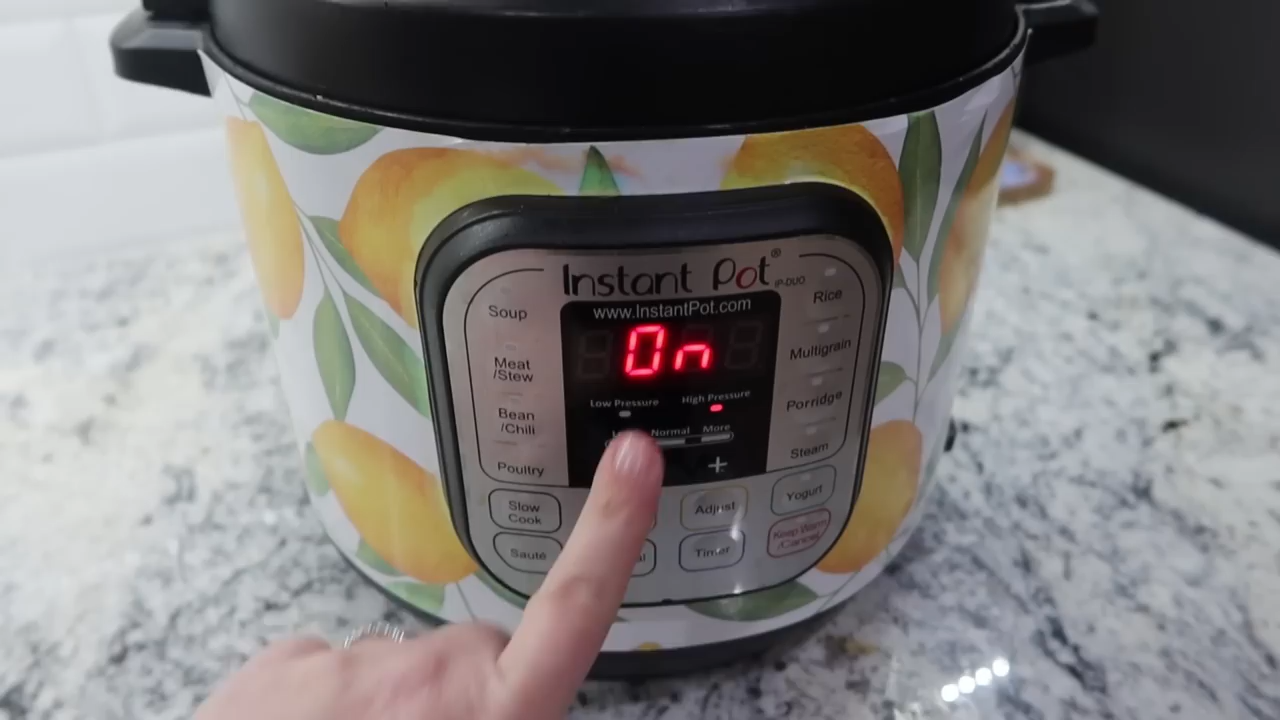 Instant Pot®
IP-DUO
www.InstantPot.com
On
Low Pressure
High Pressure
Normal
More
+
Soup
Meat
/Stew
Bean
/Chili
Poultry
Slow
Cook
Sauté
Rice
Multigrain
Porridge
Steam
Adjust
Yogurt
Timer
Keep Warm
/Cancel